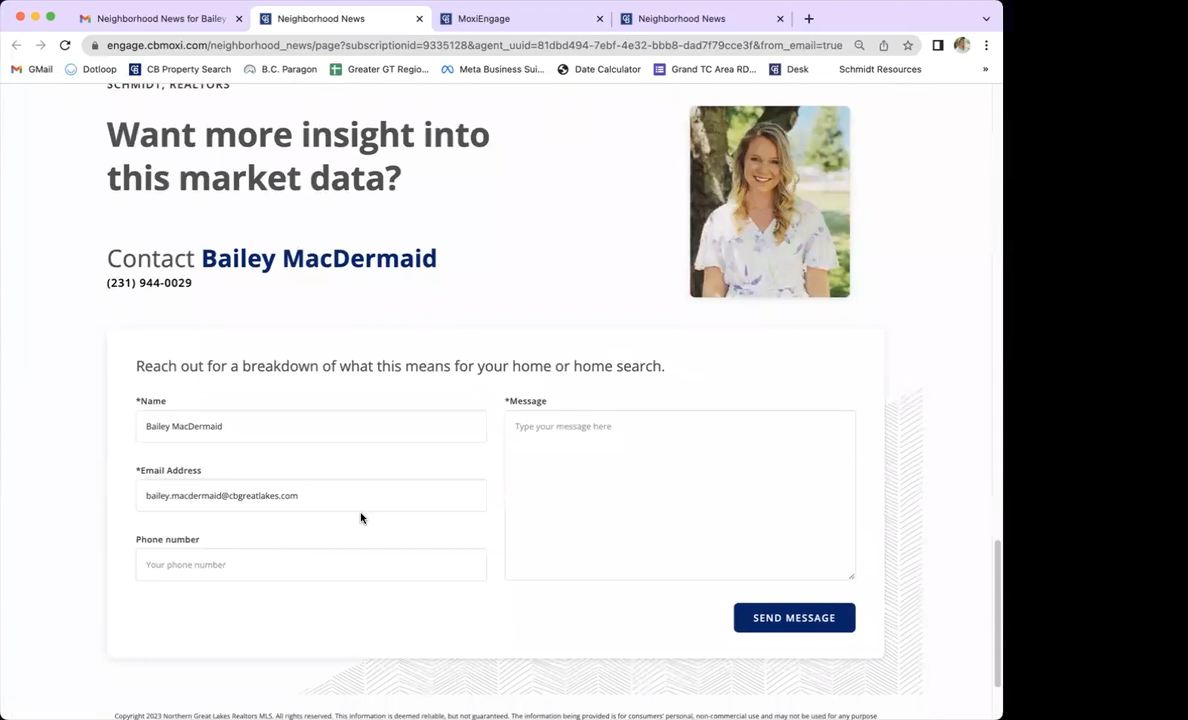 Neighborhood News for Bailey
Neighborhood News
MoxiEngage
Neighborhood News
engage.cbmoxi.com/neighborhood_news/page?subscriptionid=9335128&agent_uuid=81dbd494-7ebf-4e32-bbb8-dad7f79cce3f&from_email=true
GMail
Dotloop
CB Property Search
B.C. Paragon
Greater GT Regio...
Meta Business Sui...
Date Calculator
Grand TC Area RD...
Desk
Schmidt Resources
»
SCHMIDT, REALTORS
Want more insight into
this market data?
Contact Bailey MacDermaid
(231) 944-0029
Reach out for a breakdown of what this means for your home or home search.
*Name
Bailey MacDermaid
*Email Address
bailey.macdermaid@cbgreatlakes.com
Phone number
Your phone number
*Message
Type your message here
SEND MESSAGE
Copyright 2023 Northern Great Lakes Realtors MLS. All rights reserved. This information is deemed reliable, but not guaranteed. The information being provided is for consumers' personal, non-commercial use and may not be used for any purpose